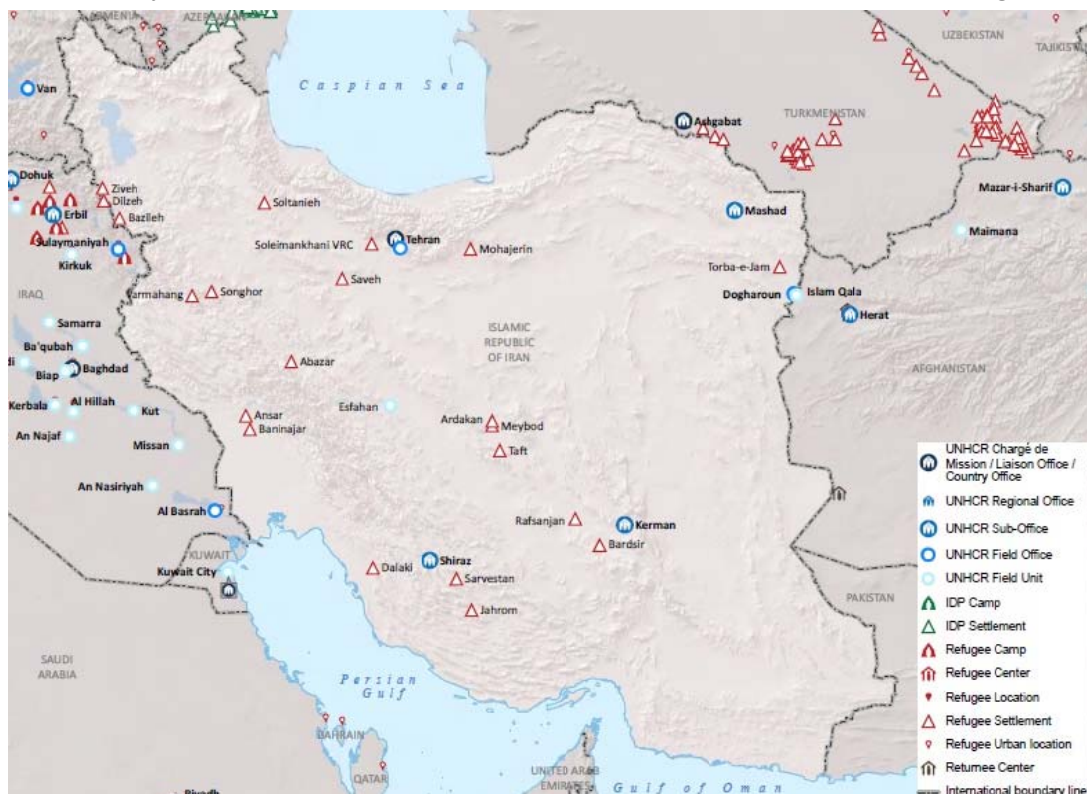 ARMENIA
AZERBAIJAN
UZBEKISTAN
TAJIKISTAN
Caspian Sea
Van
TURKMENISTAN
Ashgabat
Dohuk
Ziveh
Dilzeh
Mazar-i-Sharif
Erbil
Bazileh
Soltanieh
Mashad
Sulaymaniyah
Soleimankhani VRC
Tehran
Mohajerin
Maimana
Kirkuk
Torba-e-Jam
Saveh
IRAQ
Varmahang
Songhor
Dogharoun
Islam Qala
Herat
Samarra
ISLAMIC
REPUBLIC
OF IRAN
Ba'qubah
di
Biap
Baghdad
Abazar
AFGHANISTAN
Kerbala
Al Hillah
Kut
Esfahan
Ansar
Baninajar
Ardakan
Meybod
An Najaf
Missan
Taft
An Nasiriyah
Al Basrah
Rafsanjan
Kerman
Bardsir
KUWAIT
Kuwait City
Shiraz
Dalaki
Sarvestan
Jahrom
PAKISTAN
SAUDI
ARABIA
Persian
Gulf
BAHRAIN
QATAR
UNITED ARAB
EMIRATES
Gulf of Oman
Riyadh
UNHCR Chargé de
Mission / Liaison Office /
Country Office
UNHCR Regional Office
UNHCR Sub-Office
UNHCR Field Office
UNHCR Field Unit
IDP Camp
IDP Settlement
Refugee Camp
Refugee Center
Refugee Location
Refugee Settlement
Refugee Urban location
Returnee Center
International boundary line